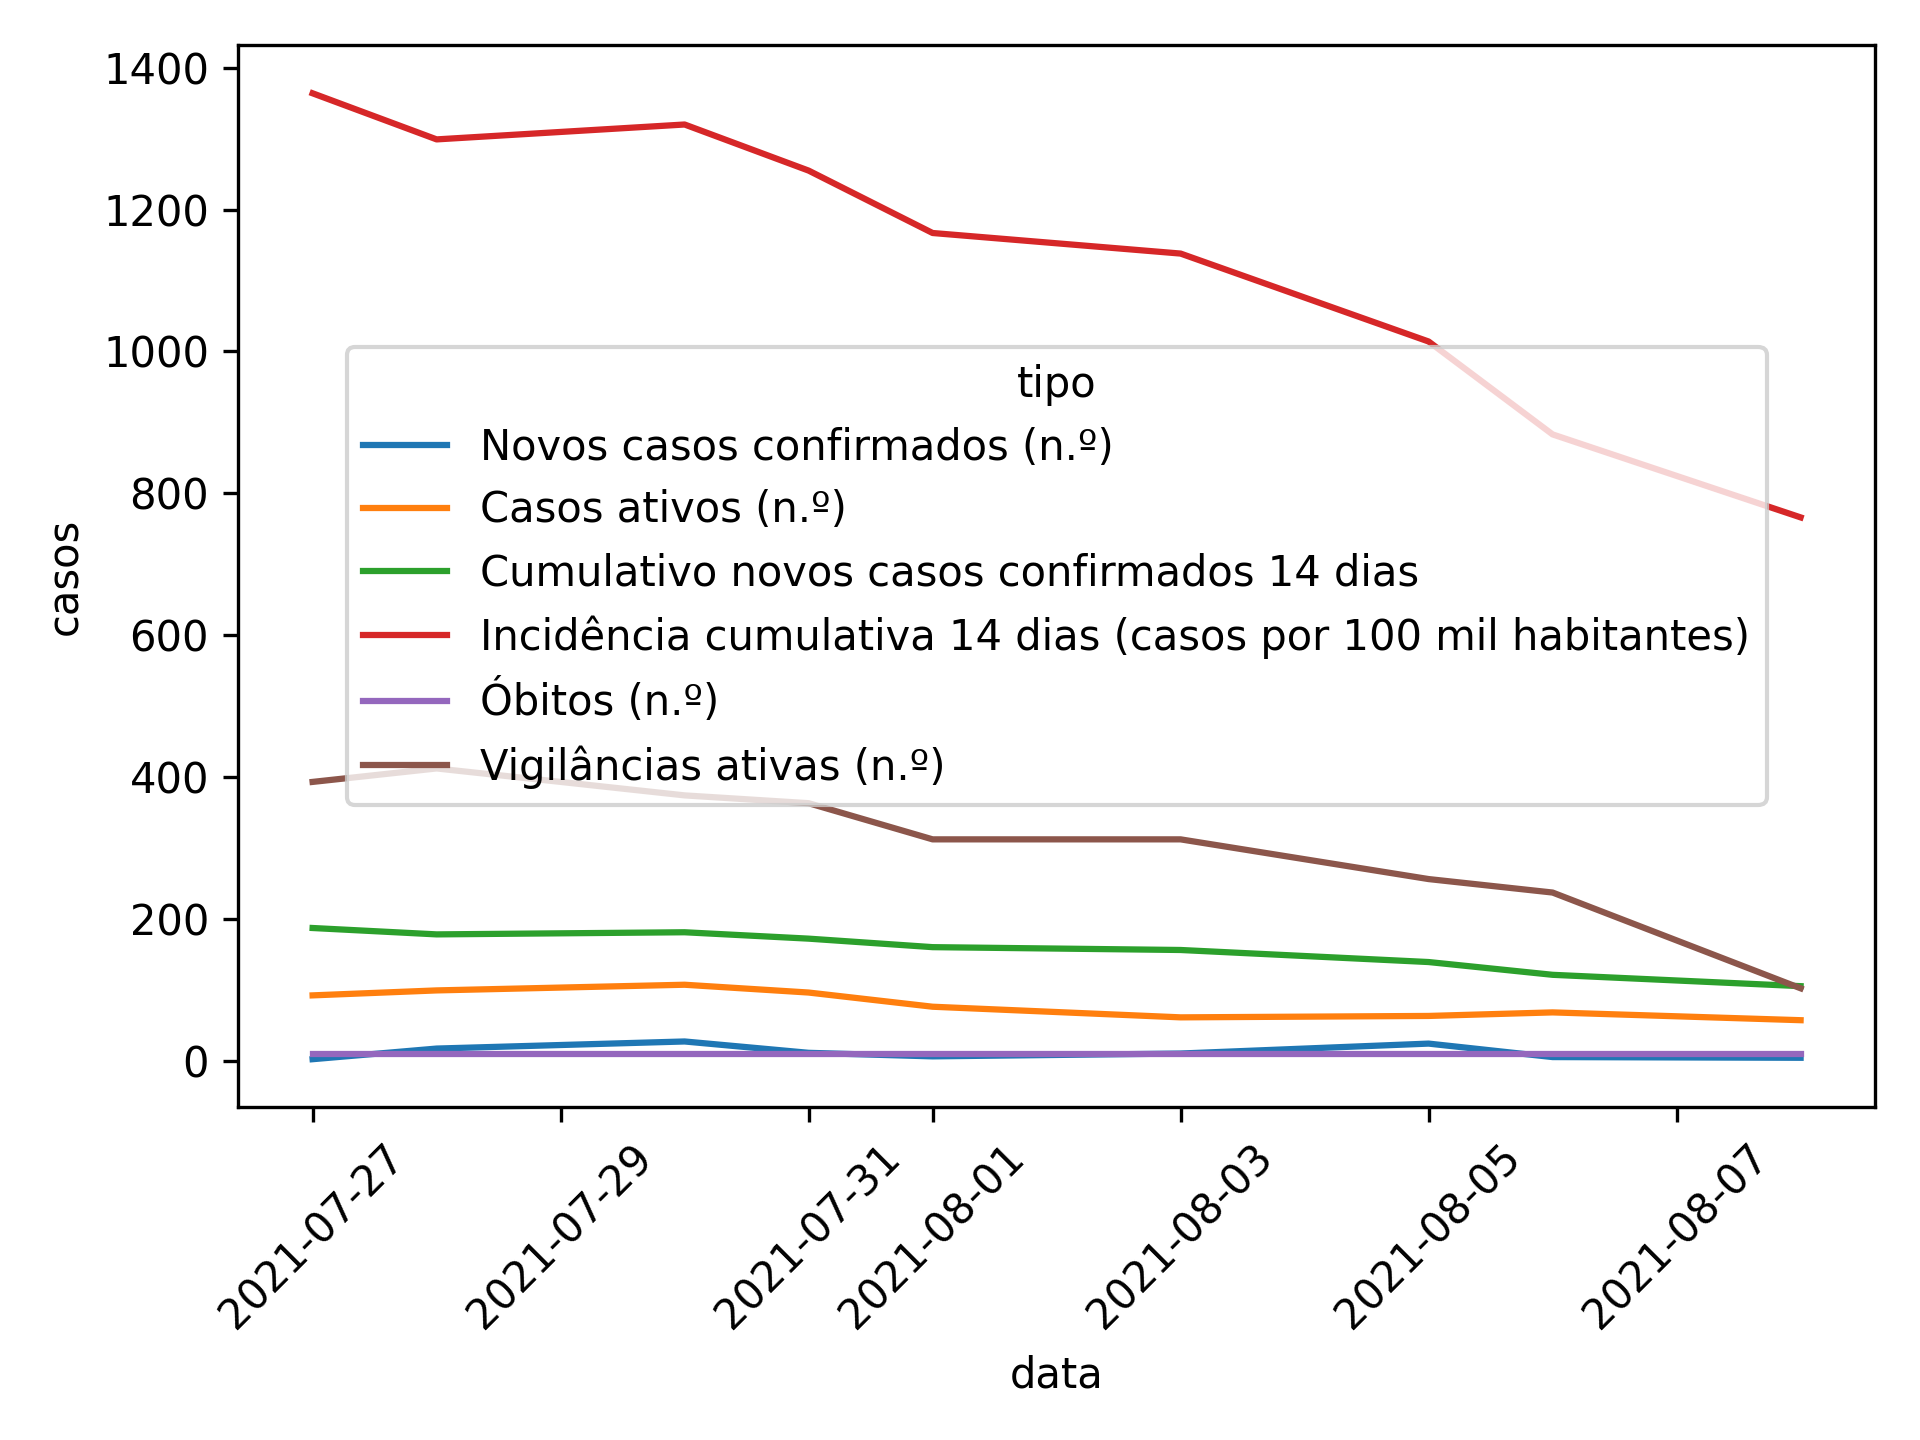 1400
1200
1000
800
600
400
200
0
casos
tipo
Novos casos confirmados (n.º)
Casos ativos (n.º)
Cumulativo novos casos confirmados 14 dias
Incidência cumulativa 14 dias (casos por 100 mil habitantes)
Óbitos (n.º)
Vigilâncias ativas (n.º)
2021-07-27
2021-07-29
2021-07-31
2021-08-01
2021-08-03
2021-08-05
2021-08-07
data